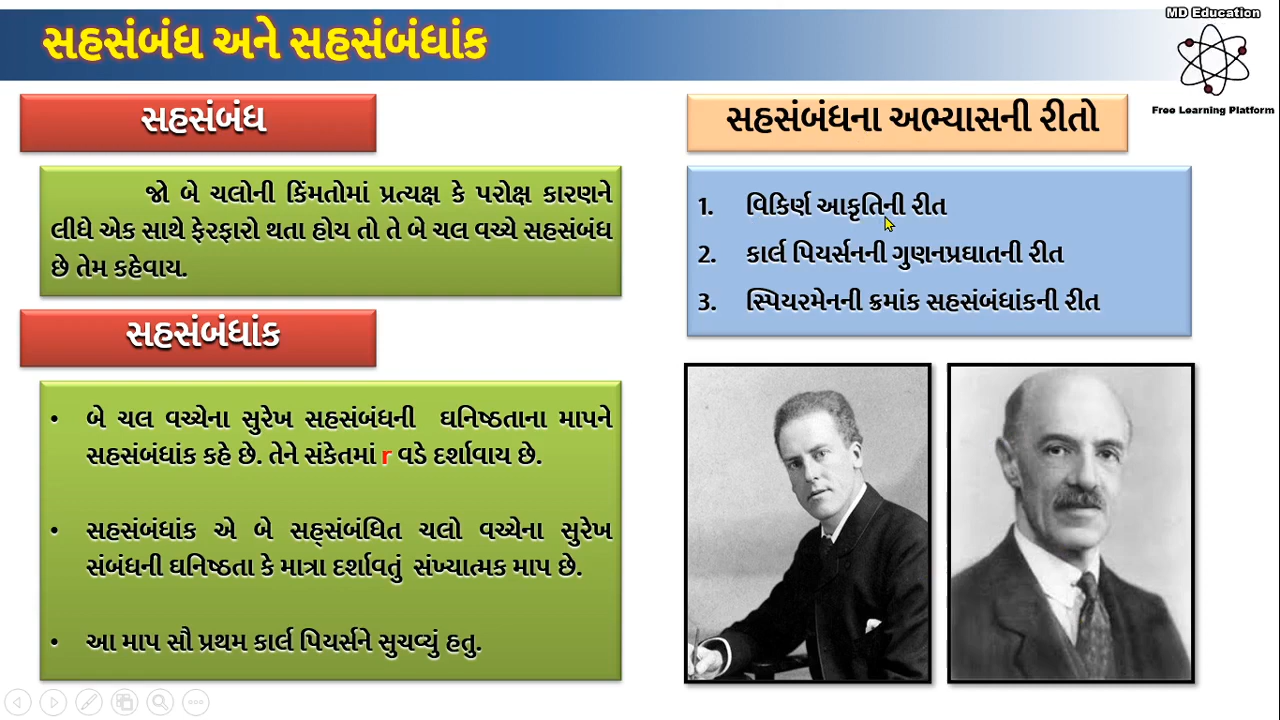 સહસંબંધ અને સહસંબંધાંક
MD Education
Free Learning Platform
સહસંબંધ
જો બે ચલોની કિંમતોમાં પ્રત્યક્ષ કે પરોક્ષ કારણને
લીધે એક સાથે ફેરફારો થતા હોય તો તે બે ચલ વચ્ચે સહસંબંધ
છે તેમ કહેવાય.
સહસંબંધાંક
• બે ચલ વચ્ચેના સુરેખ સહસંબંધની ઘનિષ્ઠતાના માપને
સહસંબંધાંક કહે છે. તેને સંકેતમાં r વડે દર્શાવાય છે.
• સહસંબંધાંક એ બે સહ્સંબંધિત ચલો વચ્ચેના સુરેખ
સંબંધની ઘનિષ્ઠતા કે માત્રા દર્શાવતું સંખ્યાત્મક માપ છે.
• આ માપ સૌ પ્રથમ કાર્લ પિયર્સને સુચવ્યું હતુ.
સહસંબંધના અભ્યાસની રીતો
1. વિકિર્ણ આકૃતિની રીત
2. કાર્લ પિયર્સનની ગુણનપ્રઘાતની રીત
3. સ્પિયરમેનની ક્રમાંક સહસંબંધાંકની રીત